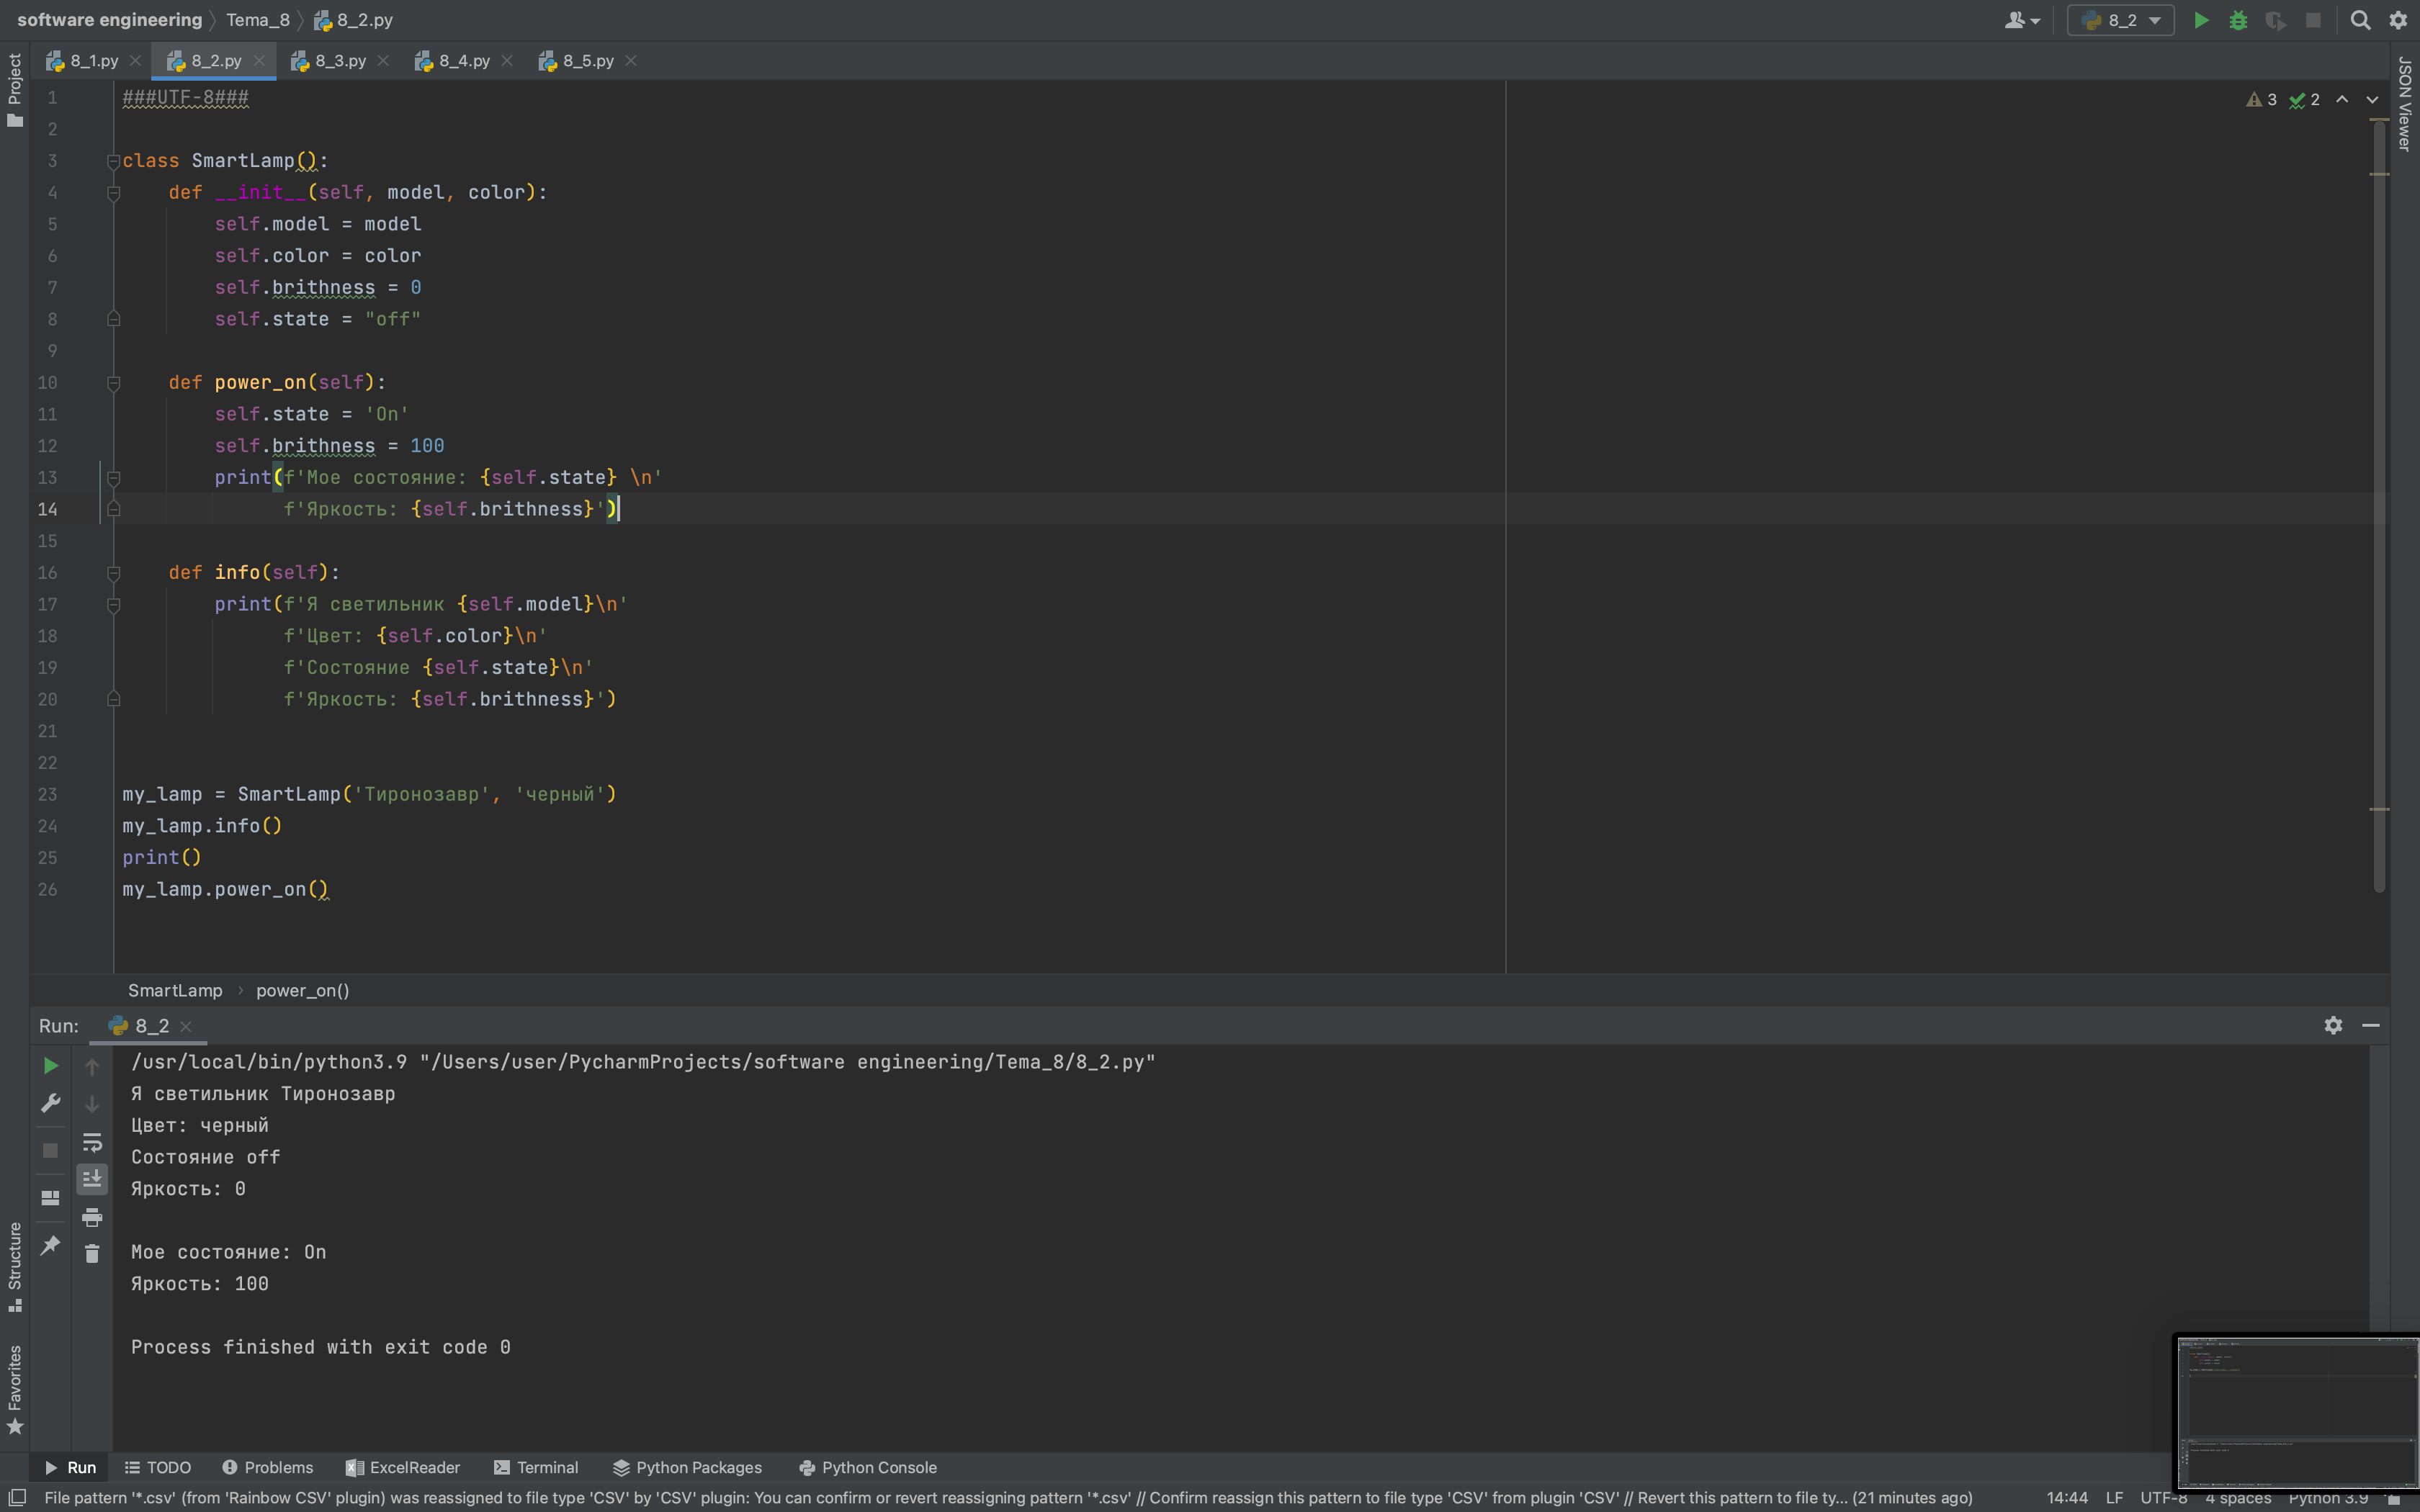 software engineering Tema_8 8_2.py 8_2
8_1.py 8_2.py 8_3.py 8_4.py 8_5.py
Project
JSON Viewer
3 2
1 ###UTF-8###
2
3 class SmartLamp():
4 def __init__(self, model, color):
5 self.model = model
6 self.color = color
7 self.brithness = 0
8 self.state = "off"
9
10 def power_on(self):
11 self.state = 'On'
12 self.brithness = 100
13 print(f'Мое состояние: {self.state} \n'
14 f'Яркость: {self.brithness}')
15
16 def info(self):
17 print(f'Я светильник {self.model}\n'
18 f'Цвет: {self.color}\n'
19 f'Состояние {self.state}\n'
20 f'Яркость: {self.brithness}')
21
22
23 my_lamp = SmartLamp('Тиронозавр', 'черный')
24 my_lamp.info()
25 print()
26 my_lamp.power_on()
SmartLamp power_on()
Run: 8_2
/usr/local/bin/python3.9 "/Users/user/PycharmProjects/software engineering/Tema_8/8_2.py"
Я светильник Тиронозавр
Цвет: черный
Состояние off
Яркость: 0
Мое состояние: On
Яркость: 100
Process finished with exit code 0
Structure
Favorites
Run TODO Problems ExcelReader Terminal Python Packages Python Console
File pattern '*.csv' (from 'Rainbow CSV' plugin) was reassigned to file type 'CSV' by 'CSV' plugin: You can confirm or revert reassigning pattern '*.csv' // Confirm reassign this pattern to file type 'CSV' from plugin 'CSV' // Revert this pattern to file ty... (21 minutes ago) 14:44 LF UTF-8 4 spaces Python 3.9